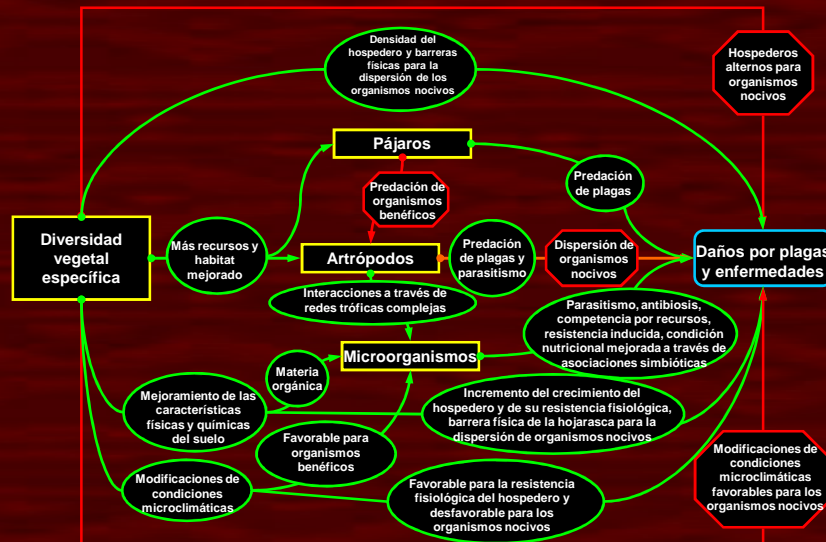 Densidad del
hospedero y barreras
físicas para la
dispersión de los
organismos nocivos
Hospederos
alternos para
organismos
nocivos
Pájaros
Predación
de plagas
Predación de
organismos
benéficos
Diversidad
vegetal
específica
Más recursos y
habitat
mejorado
Artrópodos
Predación
de plagas y
parasitismo
Dispersión de
organismos
nocivos
Daños por plagas
y enfermedades
Interacciones a través de
redes tróficas complejas
Parasitismo, antibiosis,
competencia por recursos,
resistencia inducida, condición
nutricional mejorada a través de
asociaciones simbióticas
Microorganismos
Materia
orgánica
Mejoramiento de las
características
físicas y químicas
del suelo
Incremento del crecimiento del
hospedero y de su resistencia fisiológica,
barrera física de la hojarasca para la
dispersión de organismos nocivos
Favorable para
organismos
benéficos
Modificaciones de
condiciones
microclimáticas
Favorable para la resistencia
fisiológica del hospedero y
desfavorable para los
organismos nocivos
Modificaciones de
condiciones
microclimáticas
favorables para los
organismos nocivos